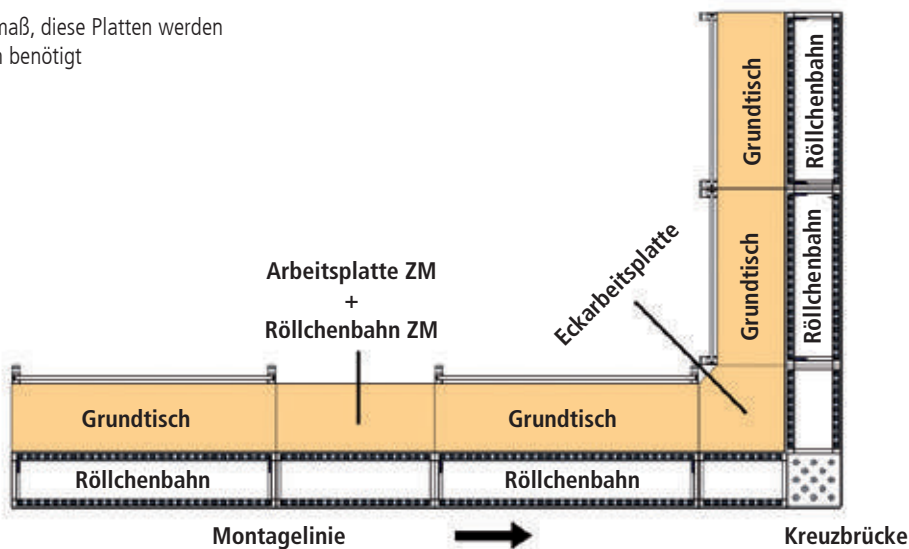 maß, diese Platten werden
benötigt
Grundtisch
Röllchenbahn
Grundtisch
Röllchenbahn
Eckarbeitsplatte
Arbeitsplatte ZM
+
Röllchenbahn ZM
Grundtisch
Grundtisch
Röllchenbahn
Röllchenbahn
Montagelinie
Kreuzbrücke